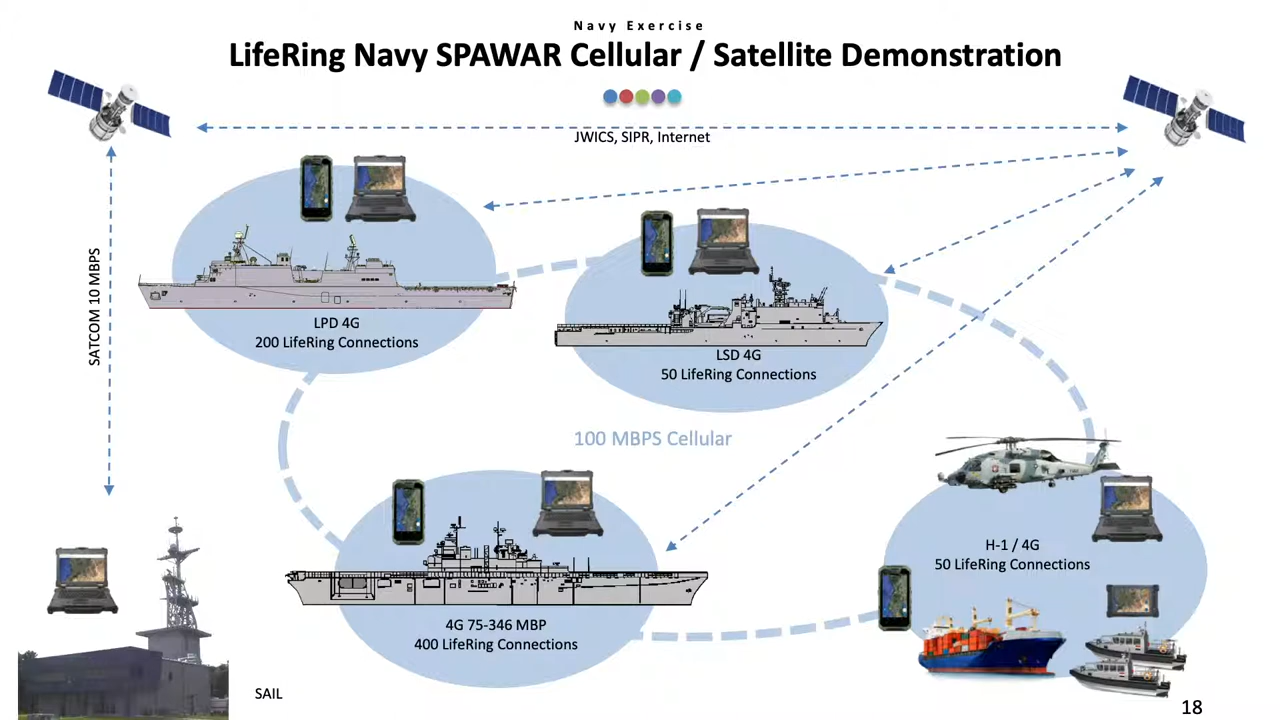 Navy Exercise
LifeRing Navy SPAWAR Cellular / Satellite Demonstration
JWICS, SIPR, Internet
SATCOM 10 MBPS
LPD 4G
200 LifeRing Connections
LSD 4G
50 LifeRing Connections
100 MBPS Cellular
H-1 / 4G
50 LifeRing Connections
4G 75-346 MBP
400 LifeRing Connections
SAIL
18